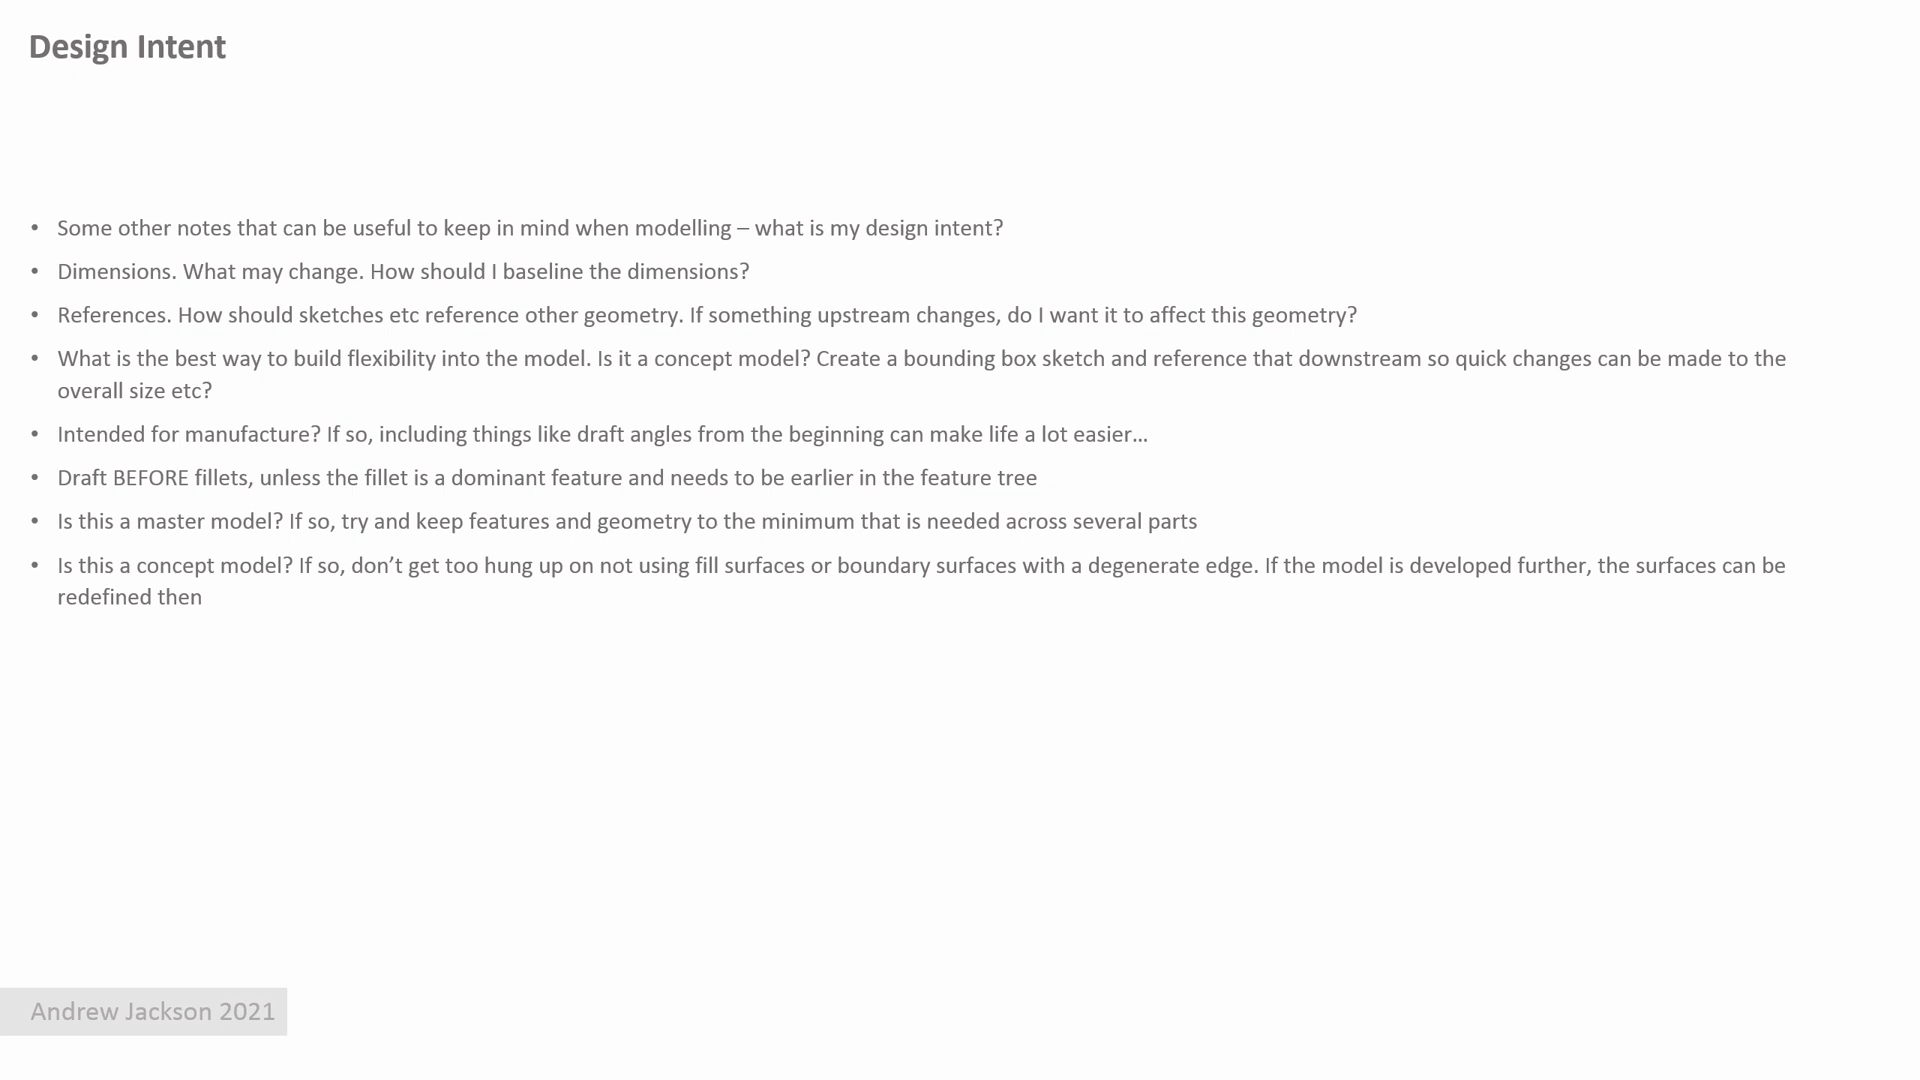 Design Intent
• Some other notes that can be useful to keep in mind when modelling – what is my design intent?
• Dimensions. What may change. How should I baseline the dimensions?
• References. How should sketches etc reference other geometry. If something upstream changes, do I want it to affect this geometry?
• What is the best way to build flexibility into the model. Is it a concept model? Create a bounding box sketch and reference that downstream so quick changes can be made to the
overall size etc?
• Intended for manufacture? If so, including things like draft angles from the beginning can make life a lot easier…
• Draft BEFORE fillets, unless the fillet is a dominant feature and needs to be earlier in the feature tree
• Is this a master model? If so, try and keep features and geometry to the minimum that is needed across several parts
• Is this a concept model? If so, don’t get too hung up on not using fill surfaces or boundary surfaces with a degenerate edge. If the model is developed further, the surfaces can be
redefined then
Andrew Jackson 2021